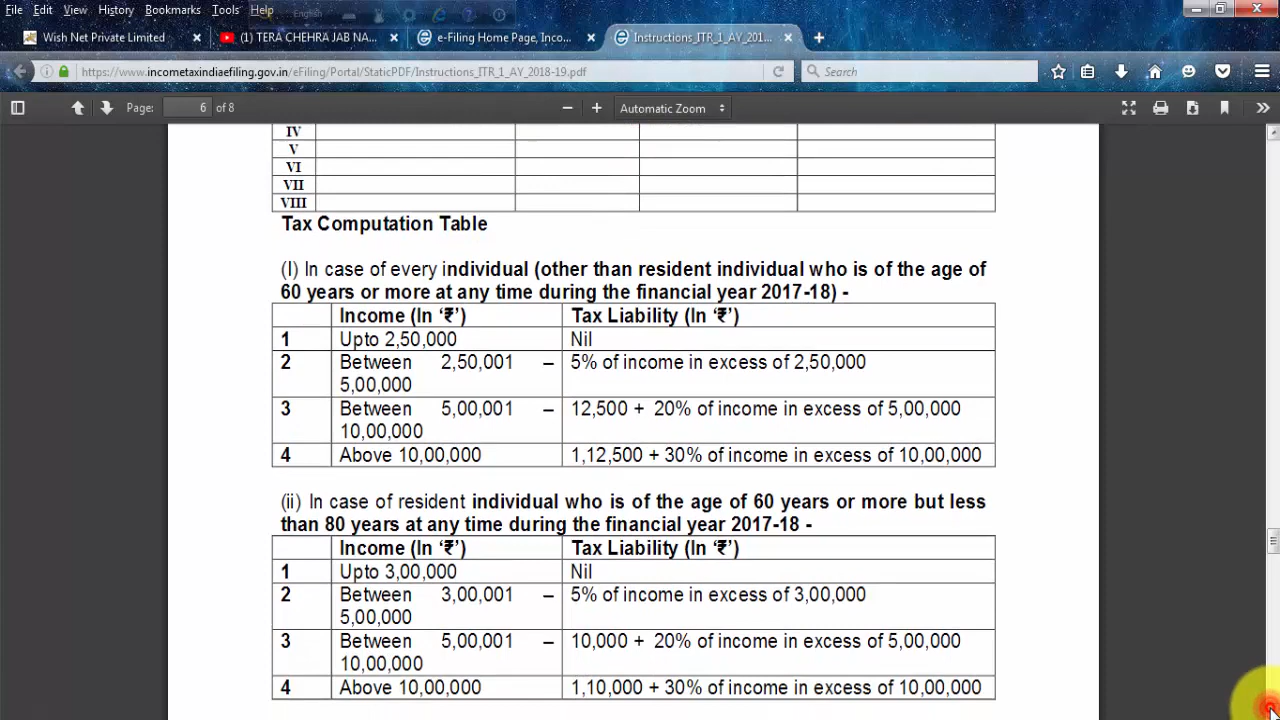 File Edit View History Bookmarks Tools Help English
Wish Net Private Limited × (1) TERA CHEHRA JAB NA... × e-Filing Home Page, Inco... × Instructions_ITR_1_AY_201... × +
https://www.incometaxindiaefiling.gov.in/eFiling/Portal/StaticPDF/Instructions_ITR_1_AY_2018-19.pdf Search
Page: 6 of 8 Automatic Zoom
IV
V
VI
VII
VIII
Tax Computation Table
(I) In case of every individual (other than resident individual who is of the age of
60 years or more at any time during the financial year 2017-18) -
Income (In ‘₹’) Tax Liability (In ‘₹’)
1 Upto 2,50,000 Nil
2 Between 2,50,001 – 5% of income in excess of 2,50,000
5,00,000
3 Between 5,00,001 – 12,500 + 20% of income in excess of 5,00,000
10,00,000
4 Above 10,00,000 1,12,500 + 30% of income in excess of 10,00,000
(ii) In case of resident individual who is of the age of 60 years or more but less
than 80 years at any time during the financial year 2017-18 -
Income (In ‘₹’) Tax Liability (In ‘₹’)
1 Upto 3,00,000 Nil
2 Between 3,00,001 – 5% of income in excess of 3,00,000
5,00,000
3 Between 5,00,001 – 10,000 + 20% of income in excess of 5,00,000
10,00,000
4 Above 10,00,000 1,10,000 + 30% of income in excess of 10,00,000